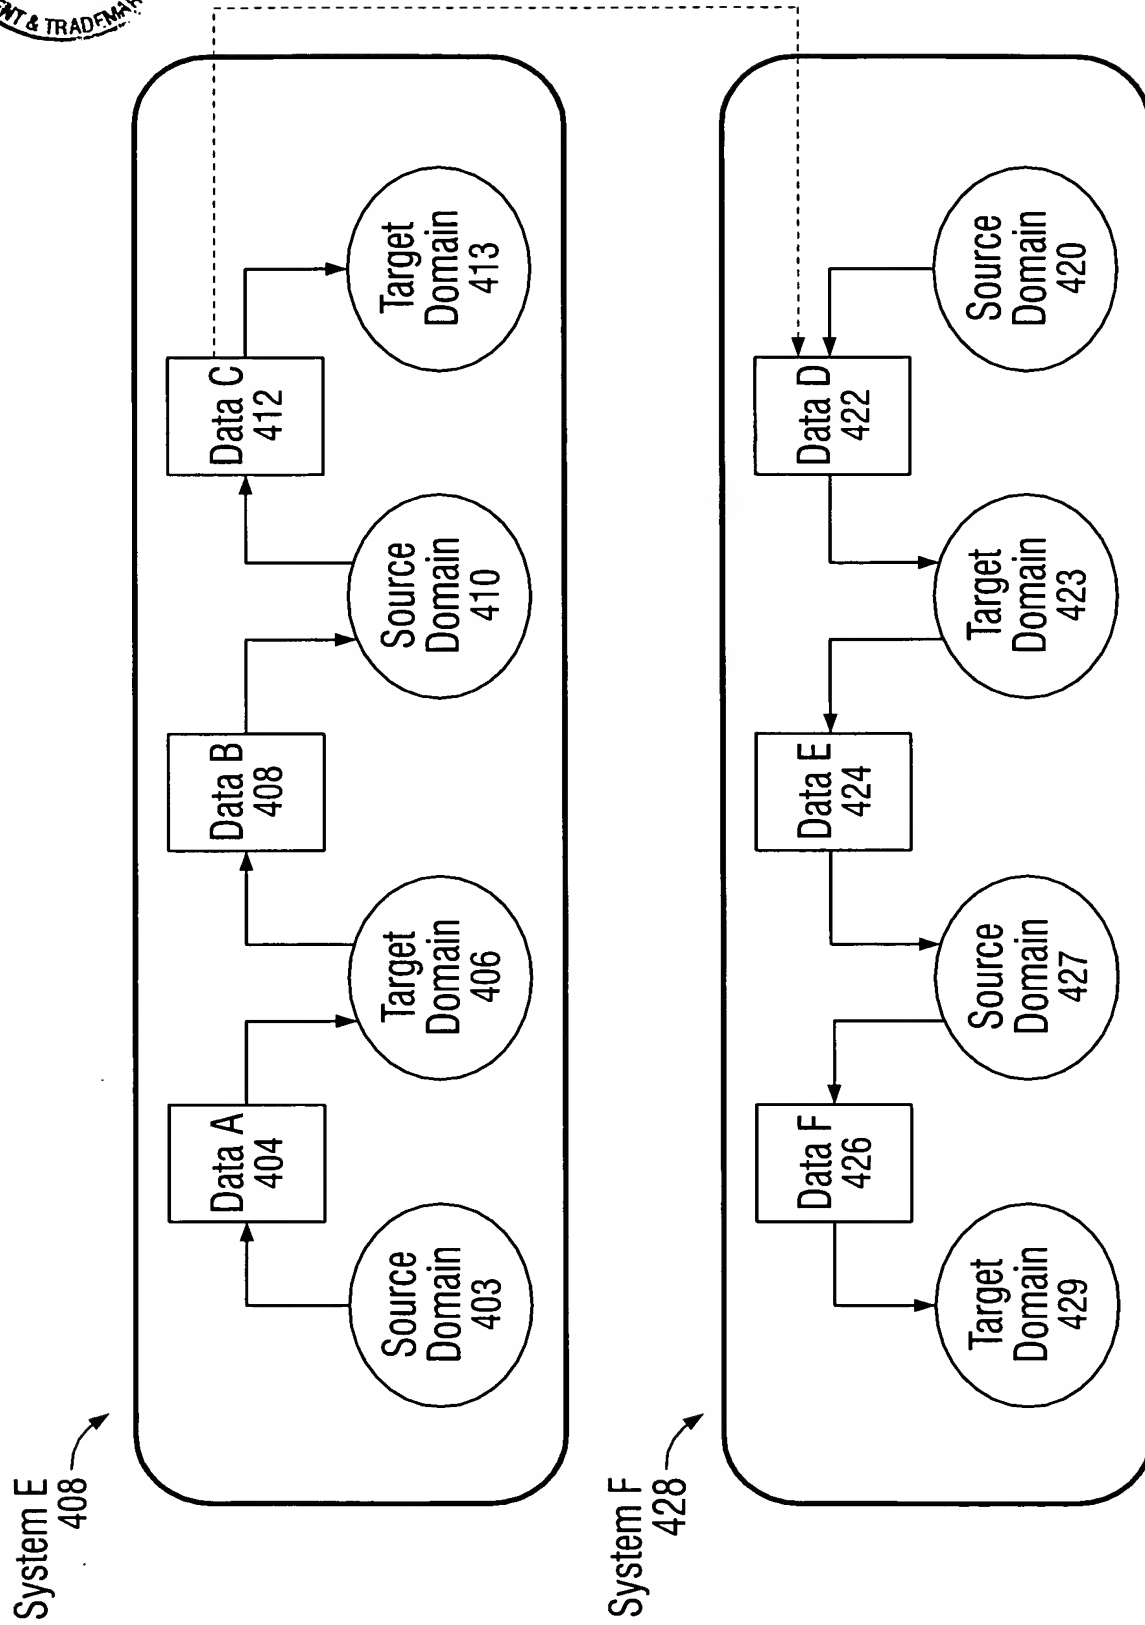 ENT & TRADEMAR
System E
408
Source
Domain
403
Data A
404
Target
Domain
406
Data B
408
Source
Domain
410
Data C
412
Target
Domain
413
System F
428
Target
Domain
429
Data F
426
Source
Domain
427
Data E
424
Target
Domain
423
Data D
422
Source
Domain
420